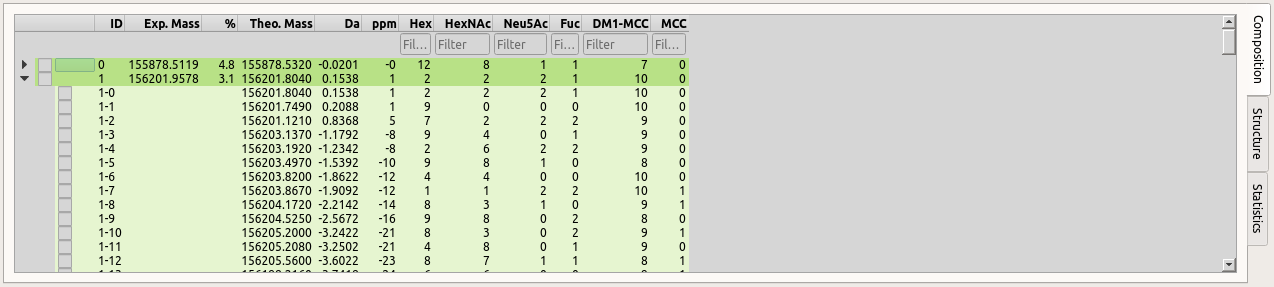 ID Exp. Mass % Theo. Mass Da ppm Hex HexNAc Neu5Ac Fuc DM1-MCC MCC
Fil... Filter Filter Fi... Filter Fil...
0 155878.5119 4.8 155878.5320 -0.0201 -0 12 8 1 1 7 0
1 156201.9578 3.1 156201.8040 0.1538 1 2 2 2 1 10 0
1-0 156201.8040 0.1538 1 2 2 2 1 10 0
1-1 156201.7490 0.2088 1 9 0 0 0 10 0
1-2 156201.1210 0.8368 5 7 2 2 2 9 0
1-3 156203.1370 -1.1792 -8 9 4 0 1 9 0
1-4 156203.1920 -1.2342 -8 2 6 2 2 9 0
1-5 156203.4970 -1.5392 -10 9 8 1 0 8 0
1-6 156203.8200 -1.8622 -12 4 4 0 0 10 0
1-7 156203.8670 -1.9092 -12 1 1 2 2 10 1
1-8 156204.1720 -2.2142 -14 8 3 1 0 9 1
1-9 156204.5250 -2.5672 -16 9 8 0 2 8 0
1-10 156205.2000 -3.2422 -21 8 3 0 2 9 1
1-11 156205.2080 -3.2502 -21 4 8 0 1 9 0
1-12 156205.5600 -3.6022 -23 8 7 1 1 8 1
Composition
Structure
Statistics